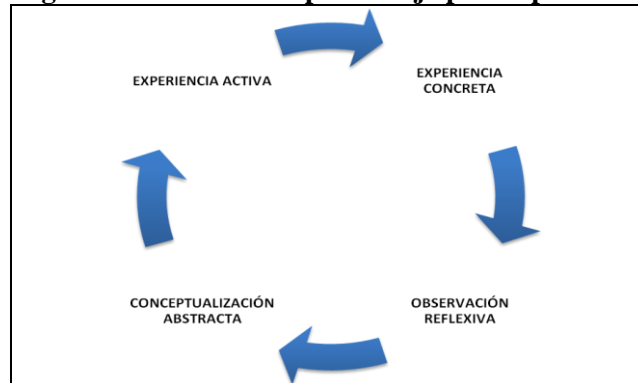 EXPERIENCIA ACTIVA
EXPERIENCIA
CONCRETA
CONCEPTUALIZACIÓN
ABSTRACTA
OBSERVACIÓN
REFLEXIVA